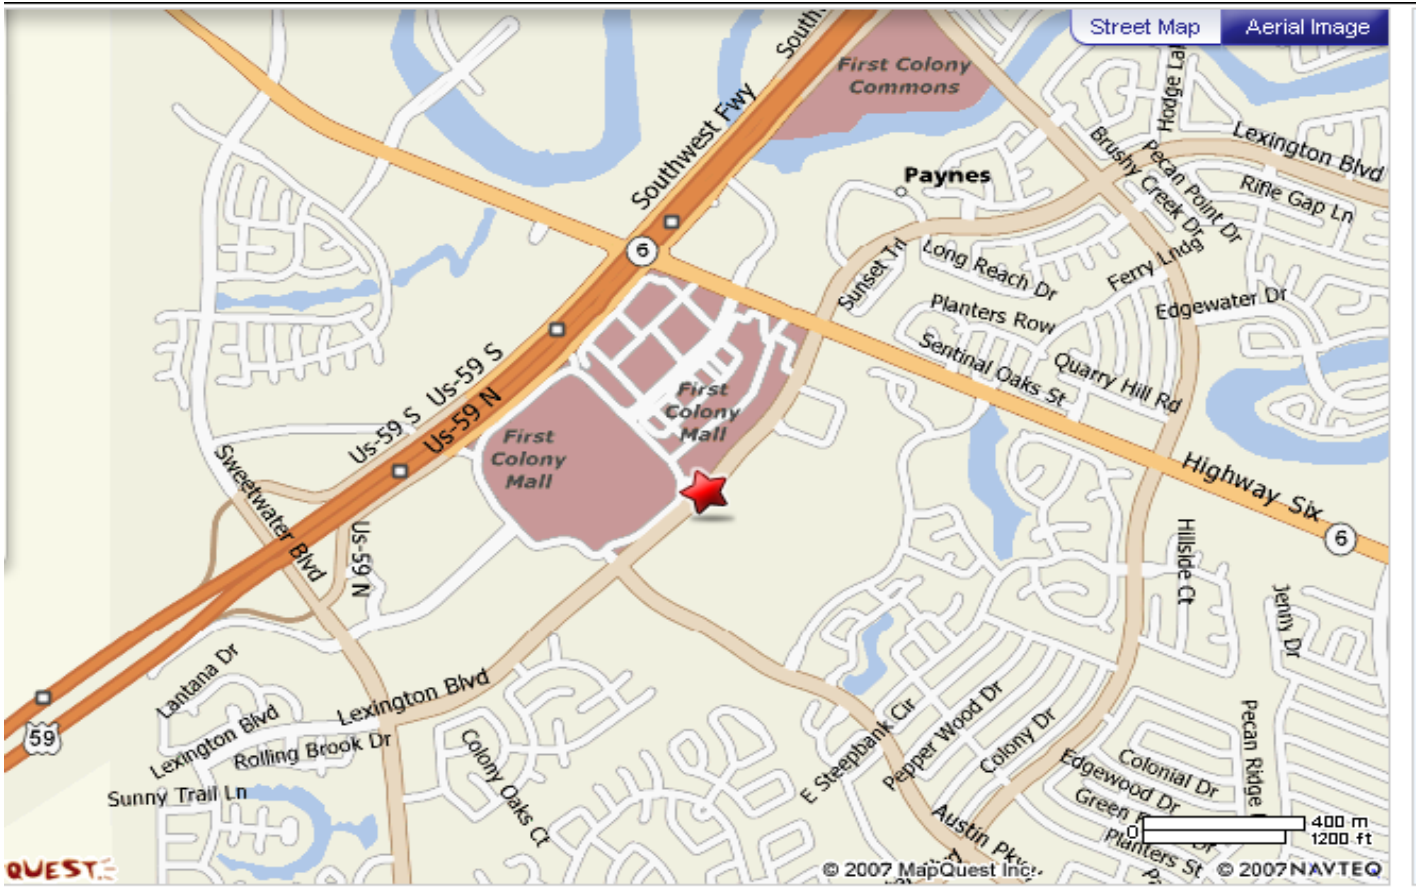 Street Map
Aerial Image
South
Southwest Fwy
First Colony
Commons
Hodge La
Lexington Blvd
Brushy Creek Dr
Pecan Point Dr
Rifle Gap Ln
Paynes
6
Sunset Trl
Long Reach Dr
Ferry Lndg
Edgewater Dr
Planters Row
Sentinal Oaks St
Quarry Hill Rd
Us-59 S
Us-59 S
Us-59 N
First
Colony
Mall
First
Colony
Mall
Highway Six
6
Sweetwater Blvd
Us-59 N
Hillside Ct
Jenny Dr
Lantana Dr
Lexington Blvd
Lexington Blvd
Rolling Brook Dr
59
Sunny Trail Ln
Colony Oaks Ct
E Steepbank Cir
Pepper Wood Dr
Colony Dr
Pecan Ridge
Colonial Dr
Edgewood Dr
Green
Dr
Planters St
Austin Pkwy
0
400 m
1200 ft
QUEST
© 2007 MapQuest Inc.
© 2007 NAVTEQ